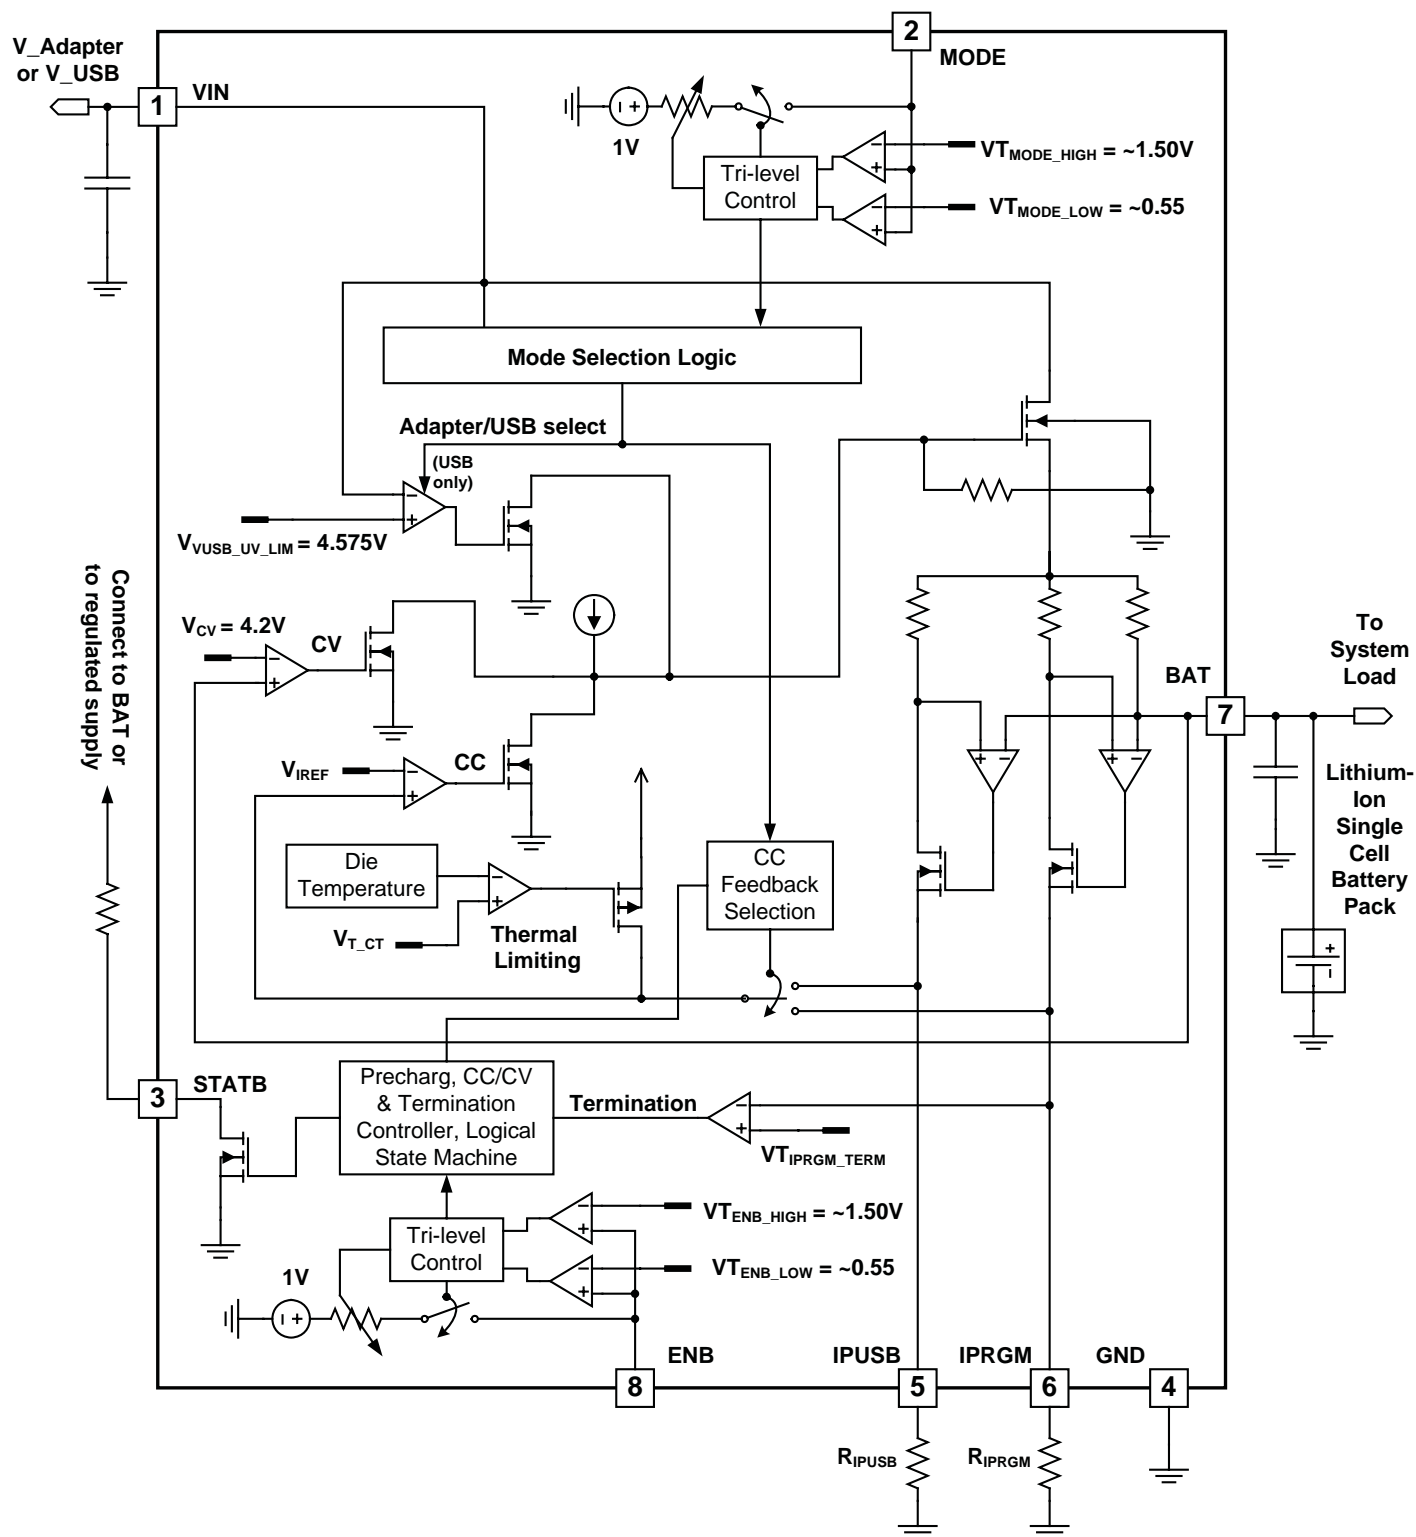 2
MODE
V_Adapter
or V_USB
1
VIN
− +
1V
Tri-level
Control
−
+
VTMODE_HIGH = ~1.50V
−
+
VTMODE_LOW = ~0.55
Mode Selection Logic
Adapter/USB select
(USB
only)
−
+
VVUSB_UV_LIM = 4.575V
Connect to BAT or
to regulated supply
VCV = 4.2V
CV
−
+
VIREF
CC
−
+
Die
Temperature
−
+
VT_CT
Thermal
Limiting
CC
Feedback
Selection
+ −
+ −
BAT
7
To
System
Load
Lithium-
Ion
Single
Cell
Battery
Pack
+
−
3
STATB
Precharg, CC/CV
& Termination
Controller, Logical
State Machine
Termination
−
+
VTIPRGM_TERM
Tri-level
Control
−
+
VTENB_HIGH = ~1.50V
−
+
VTENB_LOW = ~0.55
1V
− +
ENB
8
IPUSB
5
IPRGM
6
GND
4
RIPUSB
RIPRGM